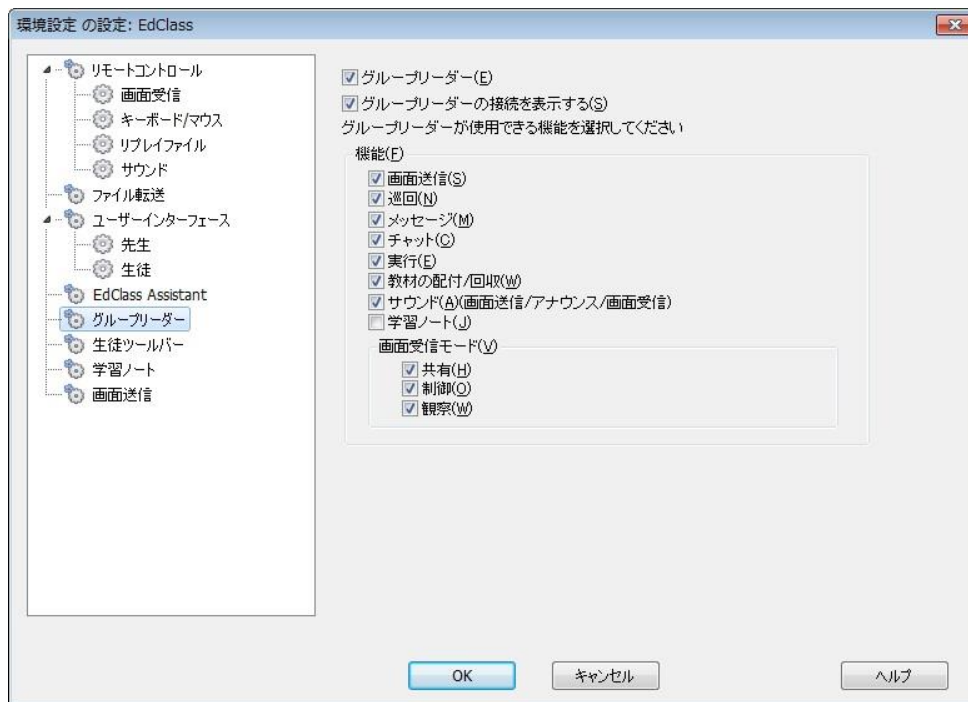 環境設定 の設定: EdClass
リモートコントロール
画面受信
キーボード/マウス
リプレイファイル
サウンド
ファイル転送
ユーザーインターフェース
先生
生徒
EdClass Assistant
グループリーダー
生徒ツールバー
学習ノート
画面送信
グループリーダー(E)
グループリーダーの接続を表示する(S)
グループリーダーが使用できる機能を選択してください
機能(F)
画面送信(S)
巡回(N)
メッセージ(M)
チャット(C)
実行(E)
教材の配付/回収(W)
サウンド(A)(画面送信/アナウンス/画面受信)
学習ノート(J)
画面受信モード(V)
共有(H)
制御(O)
観察(W)
OK
キャンセル
ヘルプ